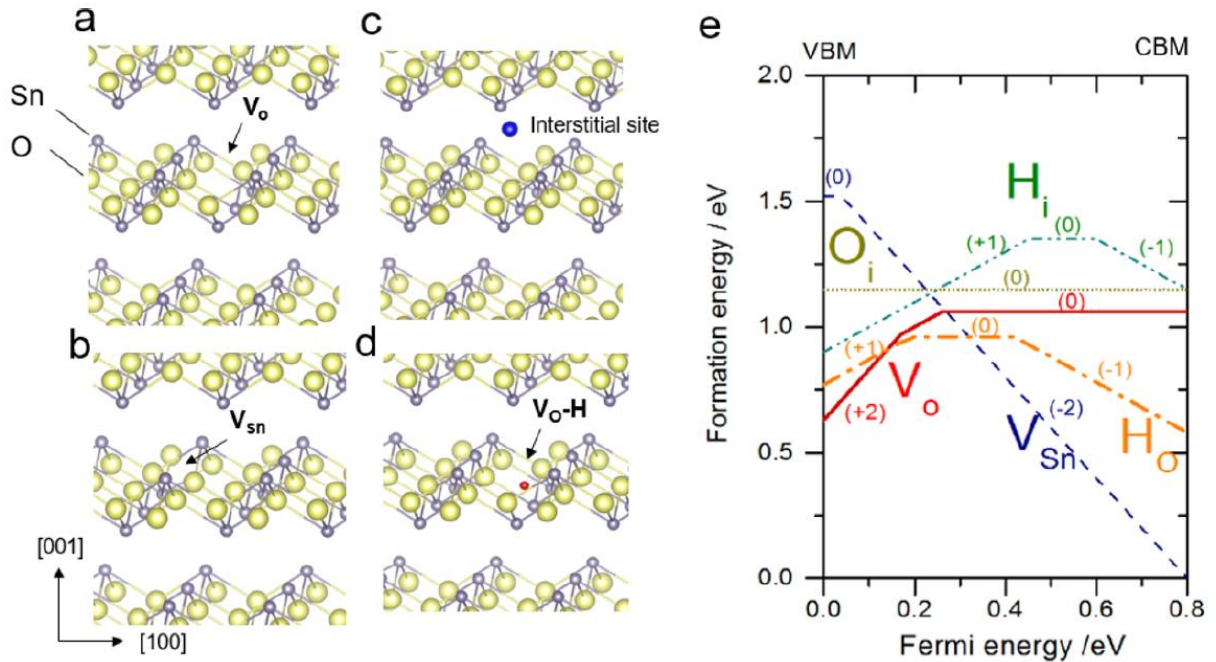 a
Sn
O
Vo
b
Vsn
[001]
[100]
c
Interstitial site
d
Vo-H
e
VBM
CBM
2.0
1.5
1.0
0.5
0.0
Formation energy / eV
(0)
Hi
(0)
(+1)
(-1)
Oi
(0)
(0)
(+1)
(0)
(-1)
Vo
(+2)
(-2)
VSn
HO
0.0 0.2 0.4 0.6 0.8
Fermi energy /eV